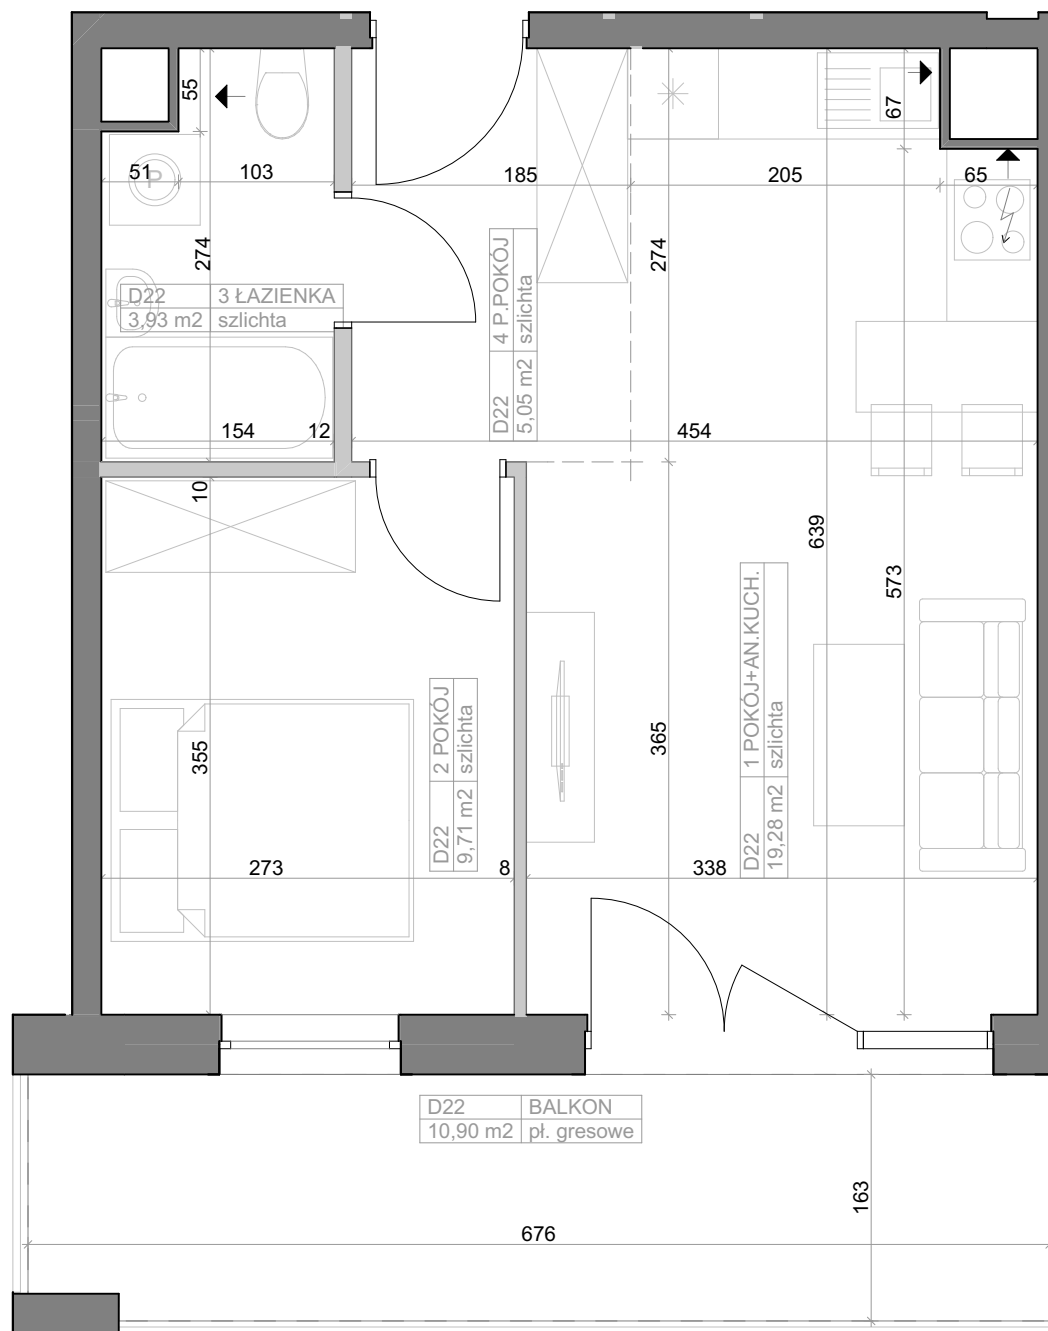 55
67
51
P
103
185
205
65
274
274
D22 3 ŁAZIENKA
3,93 m2 szlichta
D22 4 P.POKÓJ
5,05 m2 szlichta
154
12
454
10
639
573
D22 2 POKÓJ
9,71 m2 szlichta
D22 1 POKÓJ+AN.KUCH.
19,28 m2 szlichta
355
365
273
8
338
D22 BALKON
10,90 m2 pł. gresowe
163
676